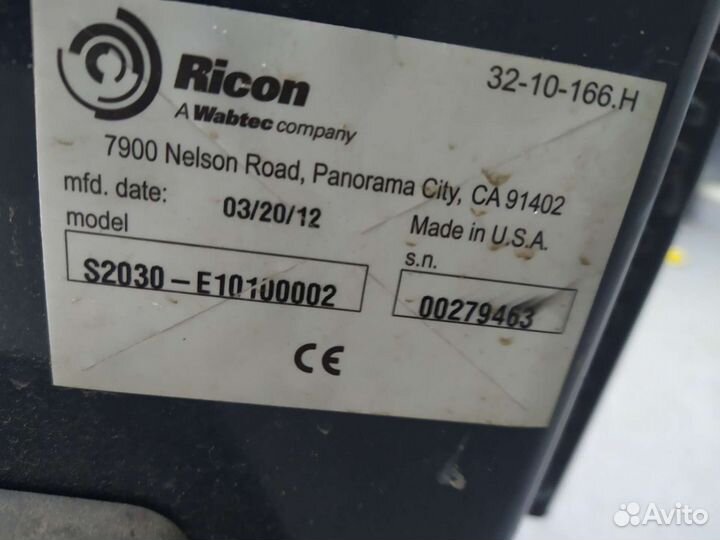 Ricon
32-10-166.H
A Wabtec company
7900 Nelson Road, Panorama City, CA 91402
mfd. date: 03/20/12 Made in U.S.A.
model s.n.
S2030-E10100002 00279463
CE
Avito